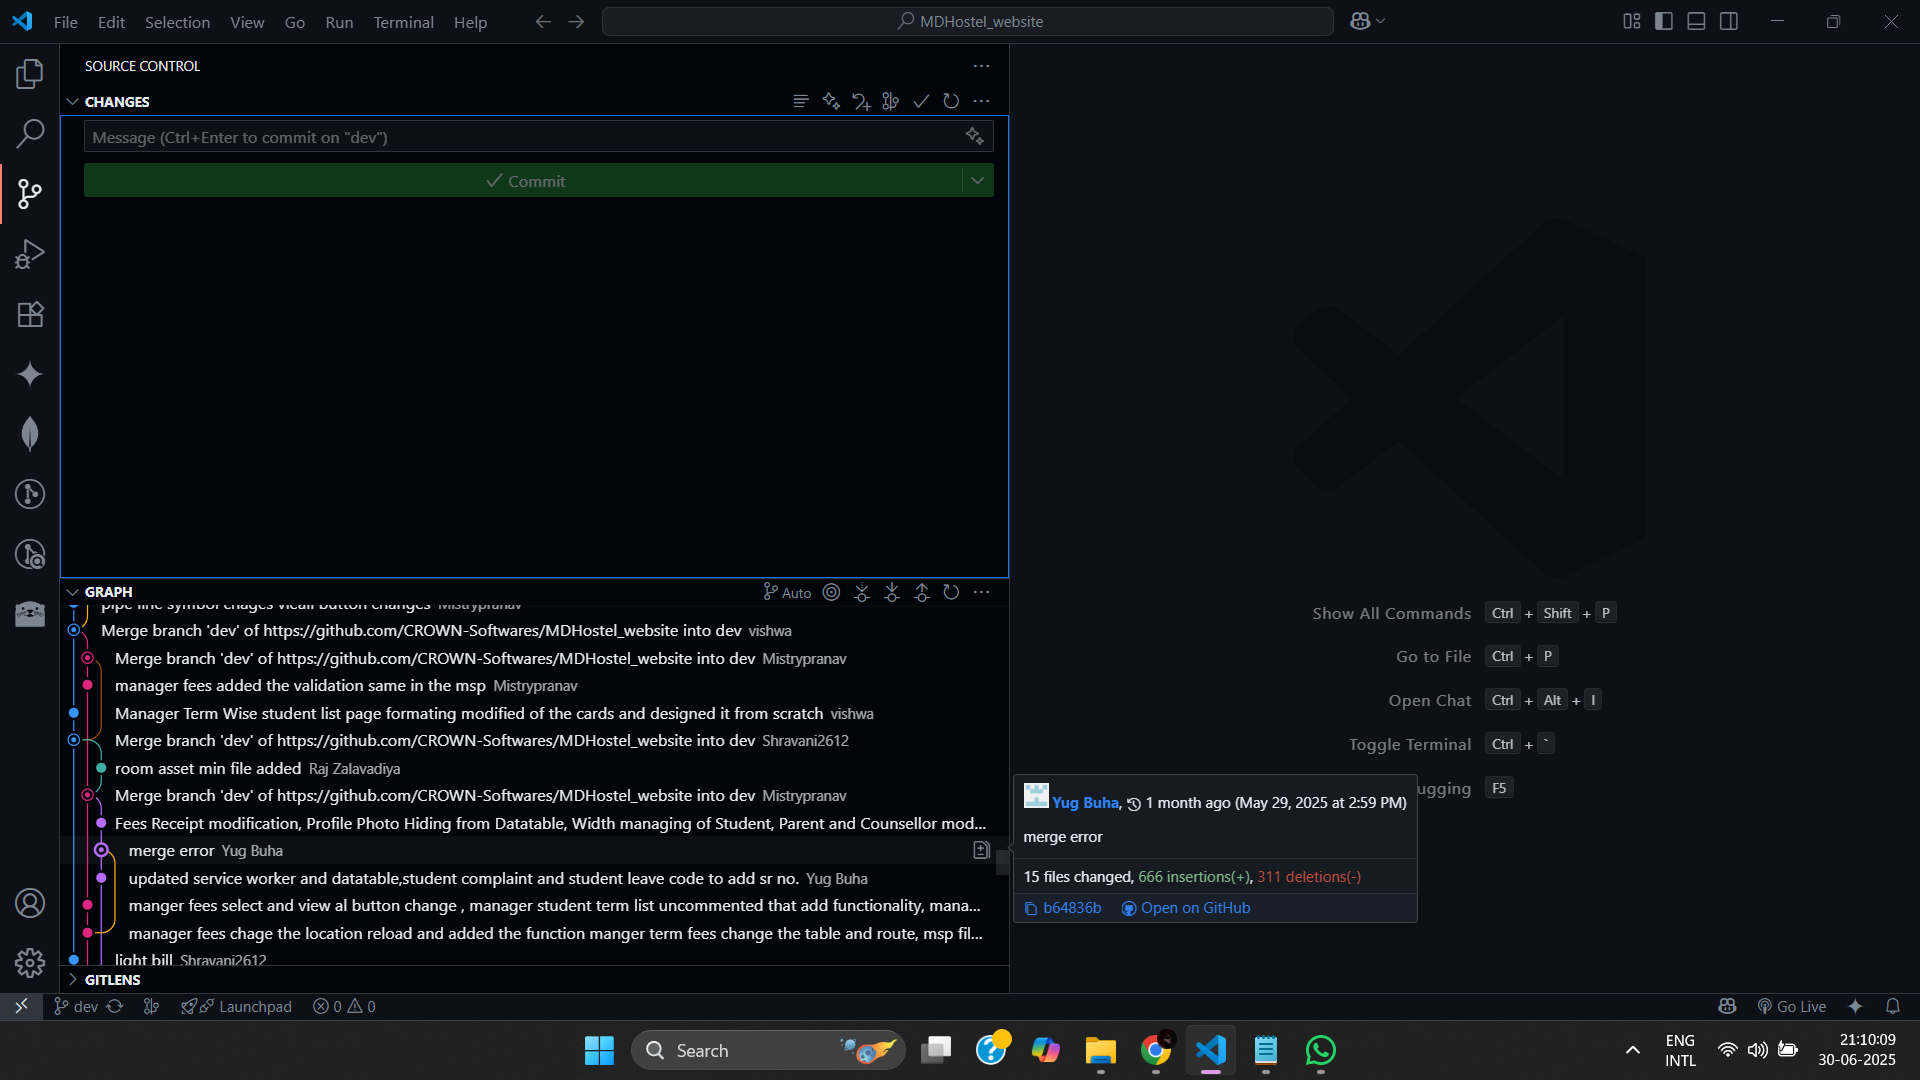 File Edit Selection View Go Run Terminal Help
MDHostel_website
SOURCE CONTROL
CHANGES
Message (Ctrl+Enter to commit on "dev")
Commit
GRAPH
Auto
pipe line symbol chages vicall button changes Mistrypranav
Merge branch 'dev' of https://github.com/CROWN-Softwares/MDHostel_website into dev vishwa
Merge branch 'dev' of https://github.com/CROWN-Softwares/MDHostel_website into dev Mistrypranav
manager fees added the validation same in the msp Mistrypranav
Manager Term Wise student list page formating modified of the cards and designed it from scratch vishwa
Merge branch 'dev' of https://github.com/CROWN-Softwares/MDHostel_website into dev Shravani2612
room asset min file added Raj Zalavadiya
Merge branch 'dev' of https://github.com/CROWN-Softwares/MDHostel_website into dev Mistrypranav
Fees Receipt modification, Profile Photo Hiding from Datatable, Width managing of Student, Parent and Counsellor mod...
merge error Yug Buha
updated service worker and datatable,student complaint and student leave code to add sr no. Yug Buha
manger fees select and view al button change , manager student term list uncommented that add functionality, mana...
manager fees chage the location reload and added the function manger term fees change the table and route, msp fil...
light bill Shravani2612
GITLENS
Show All Commands Ctrl + Shift + P
Go to File Ctrl + P
Open Chat Ctrl + Alt + I
Toggle Terminal Ctrl + `
ugging F5
Yug Buha, 1 month ago (May 29, 2025 at 2:59 PM)
merge error
15 files changed, 666 insertions(+), 311 deletions(-)
b64836b Open on GitHub
dev Launchpad 0 0
Go Live
Search
ENG
INTL
21:10:09
30-06-2025